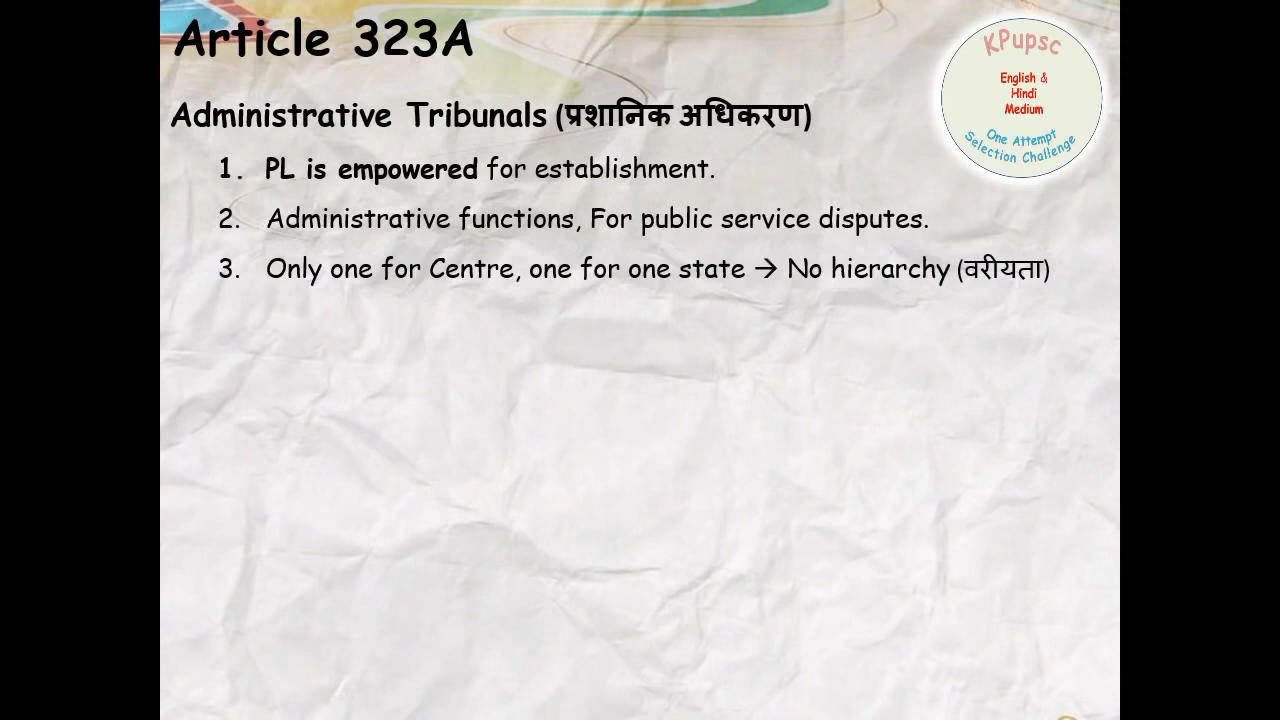 Article 323A
KPupsc
English &
Hindi
Medium
One Attempt
Selection Challenge
Administrative Tribunals (प्रशानिक अधिकरण)
1. PL is empowered for establishment.
2. Administrative functions, For public service disputes.
3. Only one for Centre, one for one state → No hierarchy (वरीयता)